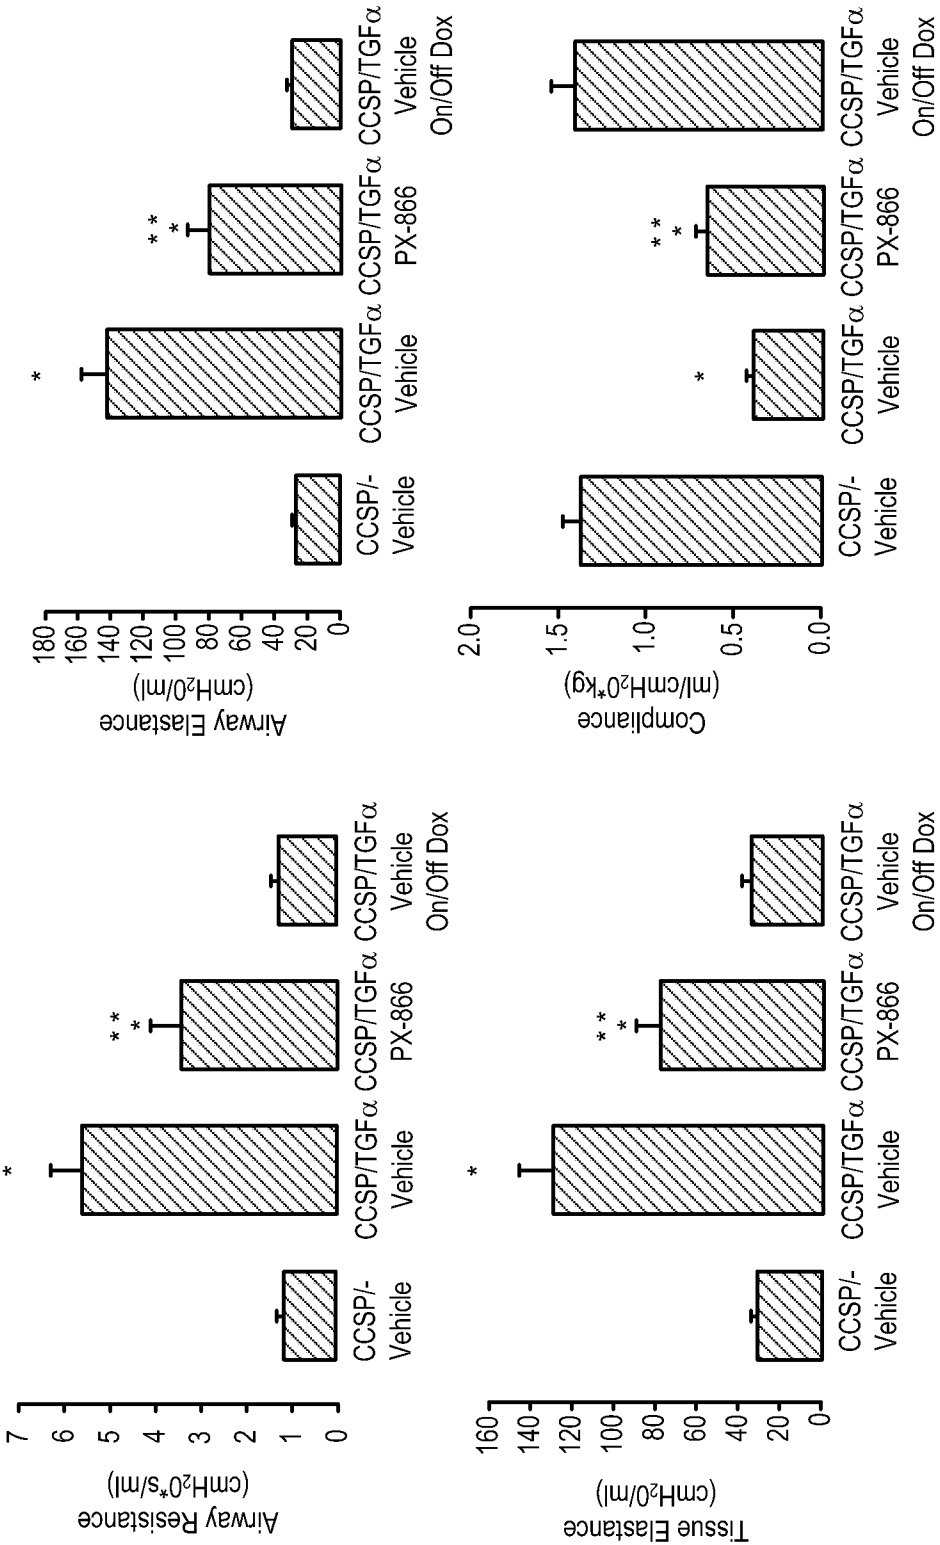 Airway Resistance
(cmH₂0*s/ml)
7
6
5
4
3
2
1
0
*
* *
*
CCSP/-
Vehicle
CCSP/TGFα
Vehicle
CCSP/TGFα
PX-866
CCSP/TGFα
Vehicle
On/Off Dox
Airway Elastance
(cmH₂0/ml)
180
160
140
120
100
80
60
40
20
0
*
* *
*
CCSP/-
Vehicle
CCSP/TGFα
Vehicle
CCSP/TGFα
PX-866
CCSP/TGFα
Vehicle
On/Off Dox
Tissue Elastance
(cmH₂0/ml)
160
140
120
100
80
60
40
20
0
*
* *
*
CCSP/-
Vehicle
CCSP/TGFα
Vehicle
CCSP/TGFα
PX-866
CCSP/TGFα
Vehicle
On/Off Dox
Compliance
(ml/cmH₂0*kg)
2.0
1.5
1.0
0.5
0.0
*
* *
*
CCSP/-
Vehicle
CCSP/TGFα
Vehicle
CCSP/TGFα
PX-866
CCSP/TGFα
Vehicle
On/Off Dox